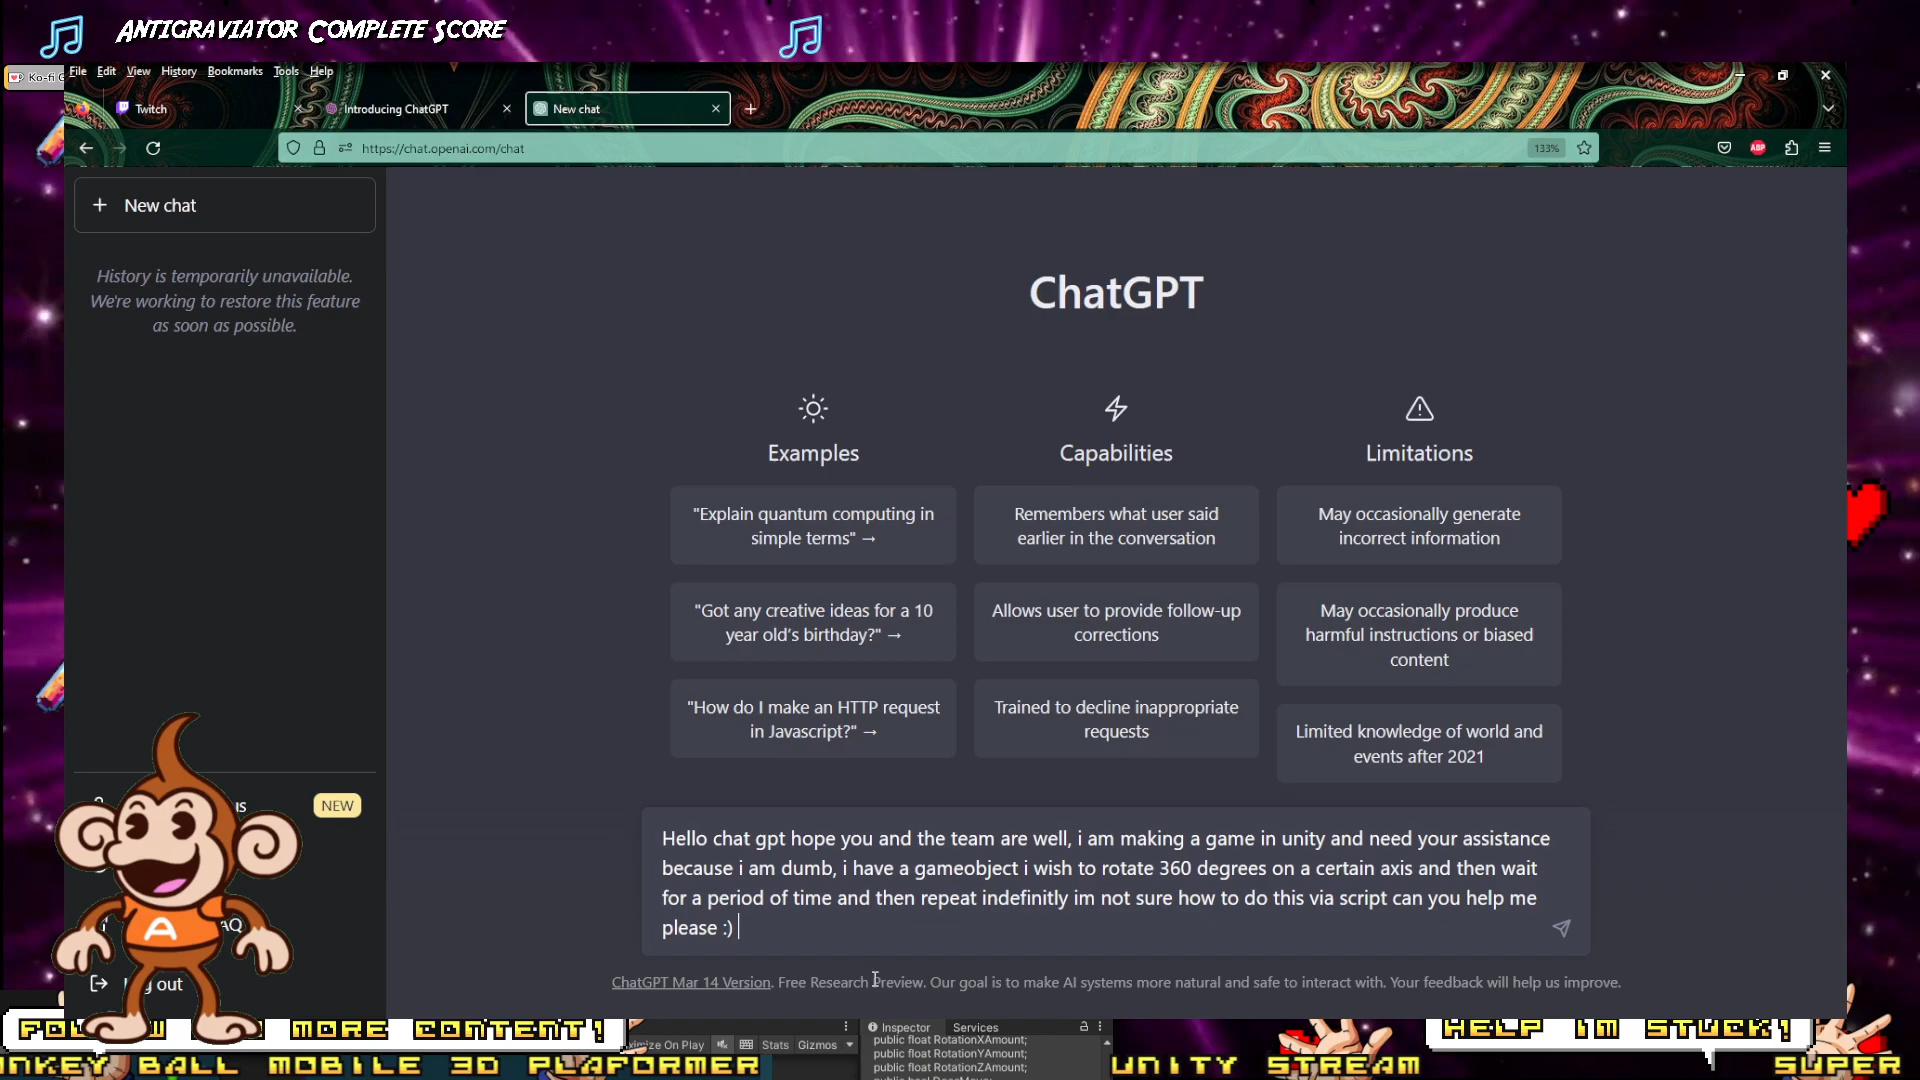 Antigraviator Complete Score
Ko-fi G
File Edit View History Bookmarks Tools Help
Twitch
Introducing ChatGPT
New chat
https://chat.openai.com/chat
133%
ABP
New chat
History is temporarily unavailable.
We're working to restore this feature
as soon as possible.
ChatGPT
Examples
Capabilities
Limitations
"Explain quantum computing in
simple terms" →
Remembers what user said
earlier in the conversation
May occasionally generate
incorrect information
"Got any creative ideas for a 10
year old's birthday?" →
Allows user to provide follow-up
corrections
May occasionally produce
harmful instructions or biased
content
"How do I make an HTTP request
in Javascript?" →
Trained to decline inappropriate
requests
Limited knowledge of world and
events after 2021
NEW
AQ
out
A
Hello chat gpt hope you and the team are well, i am making a game in unity and need your assistance
because i am dumb, i have a gameobject i wish to rotate 360 degrees on a certain axis and then wait
for a period of time and then repeat indefinitly im not sure how to do this via script can you help me
please :)
ChatGPT Mar 14 Version. Free Research Preview. Our goal is to make AI systems more natural and safe to interact with. Your feedback will help us improve.
MORE CONTENT!
Inspector Services
HELP IM STUCK!
ximize On Play Stats Gizmos
public float RotationXAmount;
public float RotationYAmount;
public float RotationZAmount;
NKEY BALL MOBILE 3D PLAFORMER
UNITY STREAM
SUPER